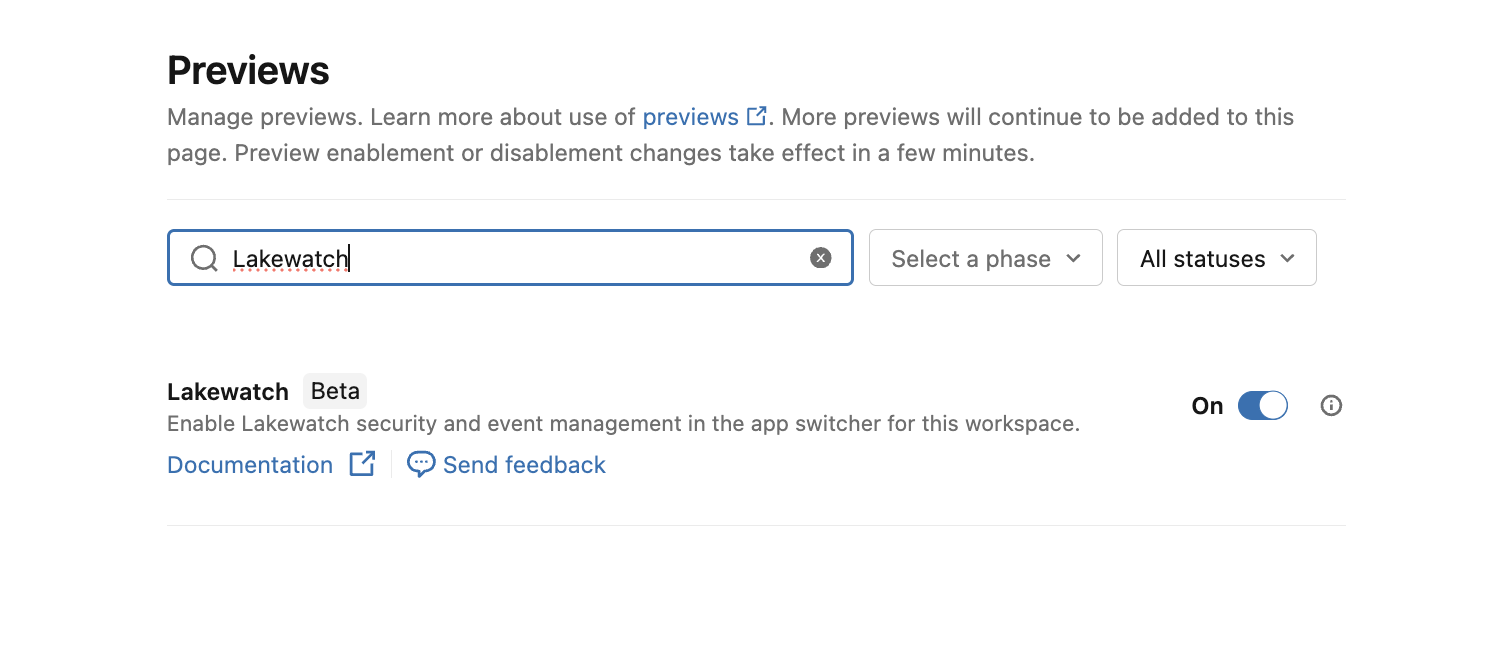 Previews
Manage previews. Learn more about use of previews. More previews will continue to be added to this
page. Preview enablement or disablement changes take effect in a few minutes.
Lakewatch
Select a phase
All statuses
Lakewatch Beta
Enable Lakewatch security and event management in the app switcher for this workspace.
On
Documentation
Send feedback